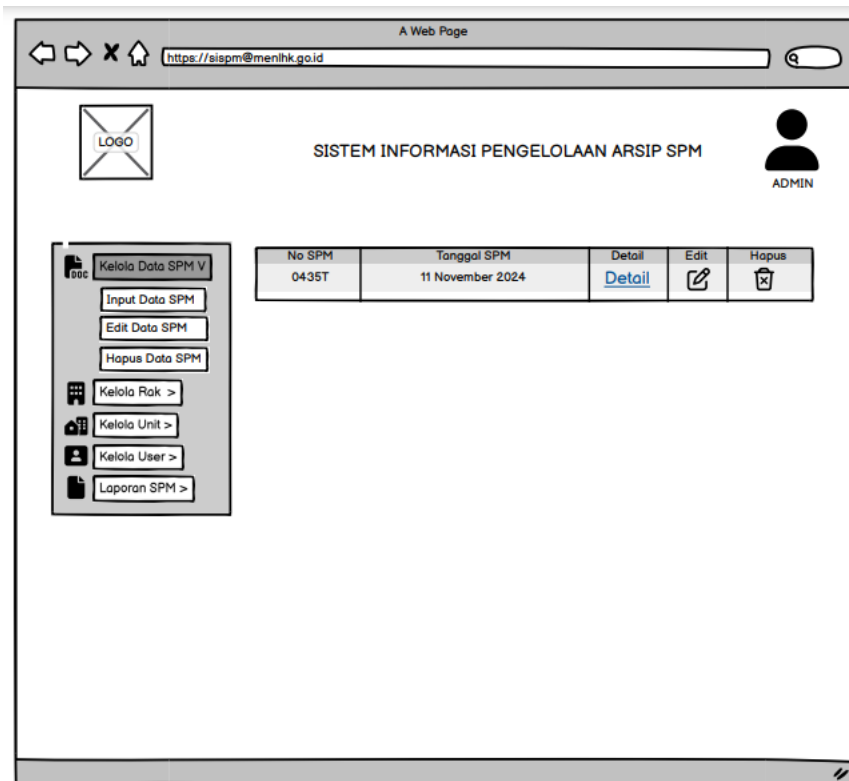 A Web Page
https://sispm@menlhk.go.id
LOGO
SISTEM INFORMASI PENGELOLAAN ARSIP SPM
ADMIN
DOC
Kelola Data SPM V
Input Data SPM
Edit Data SPM
Hapus Data SPM
Kelola Rak >
Kelola Unit >
Kelola User >
Laporan SPM >
No SPM Tanggal SPM Detail Edit Hapus
0435T 11 November 2024 Detail